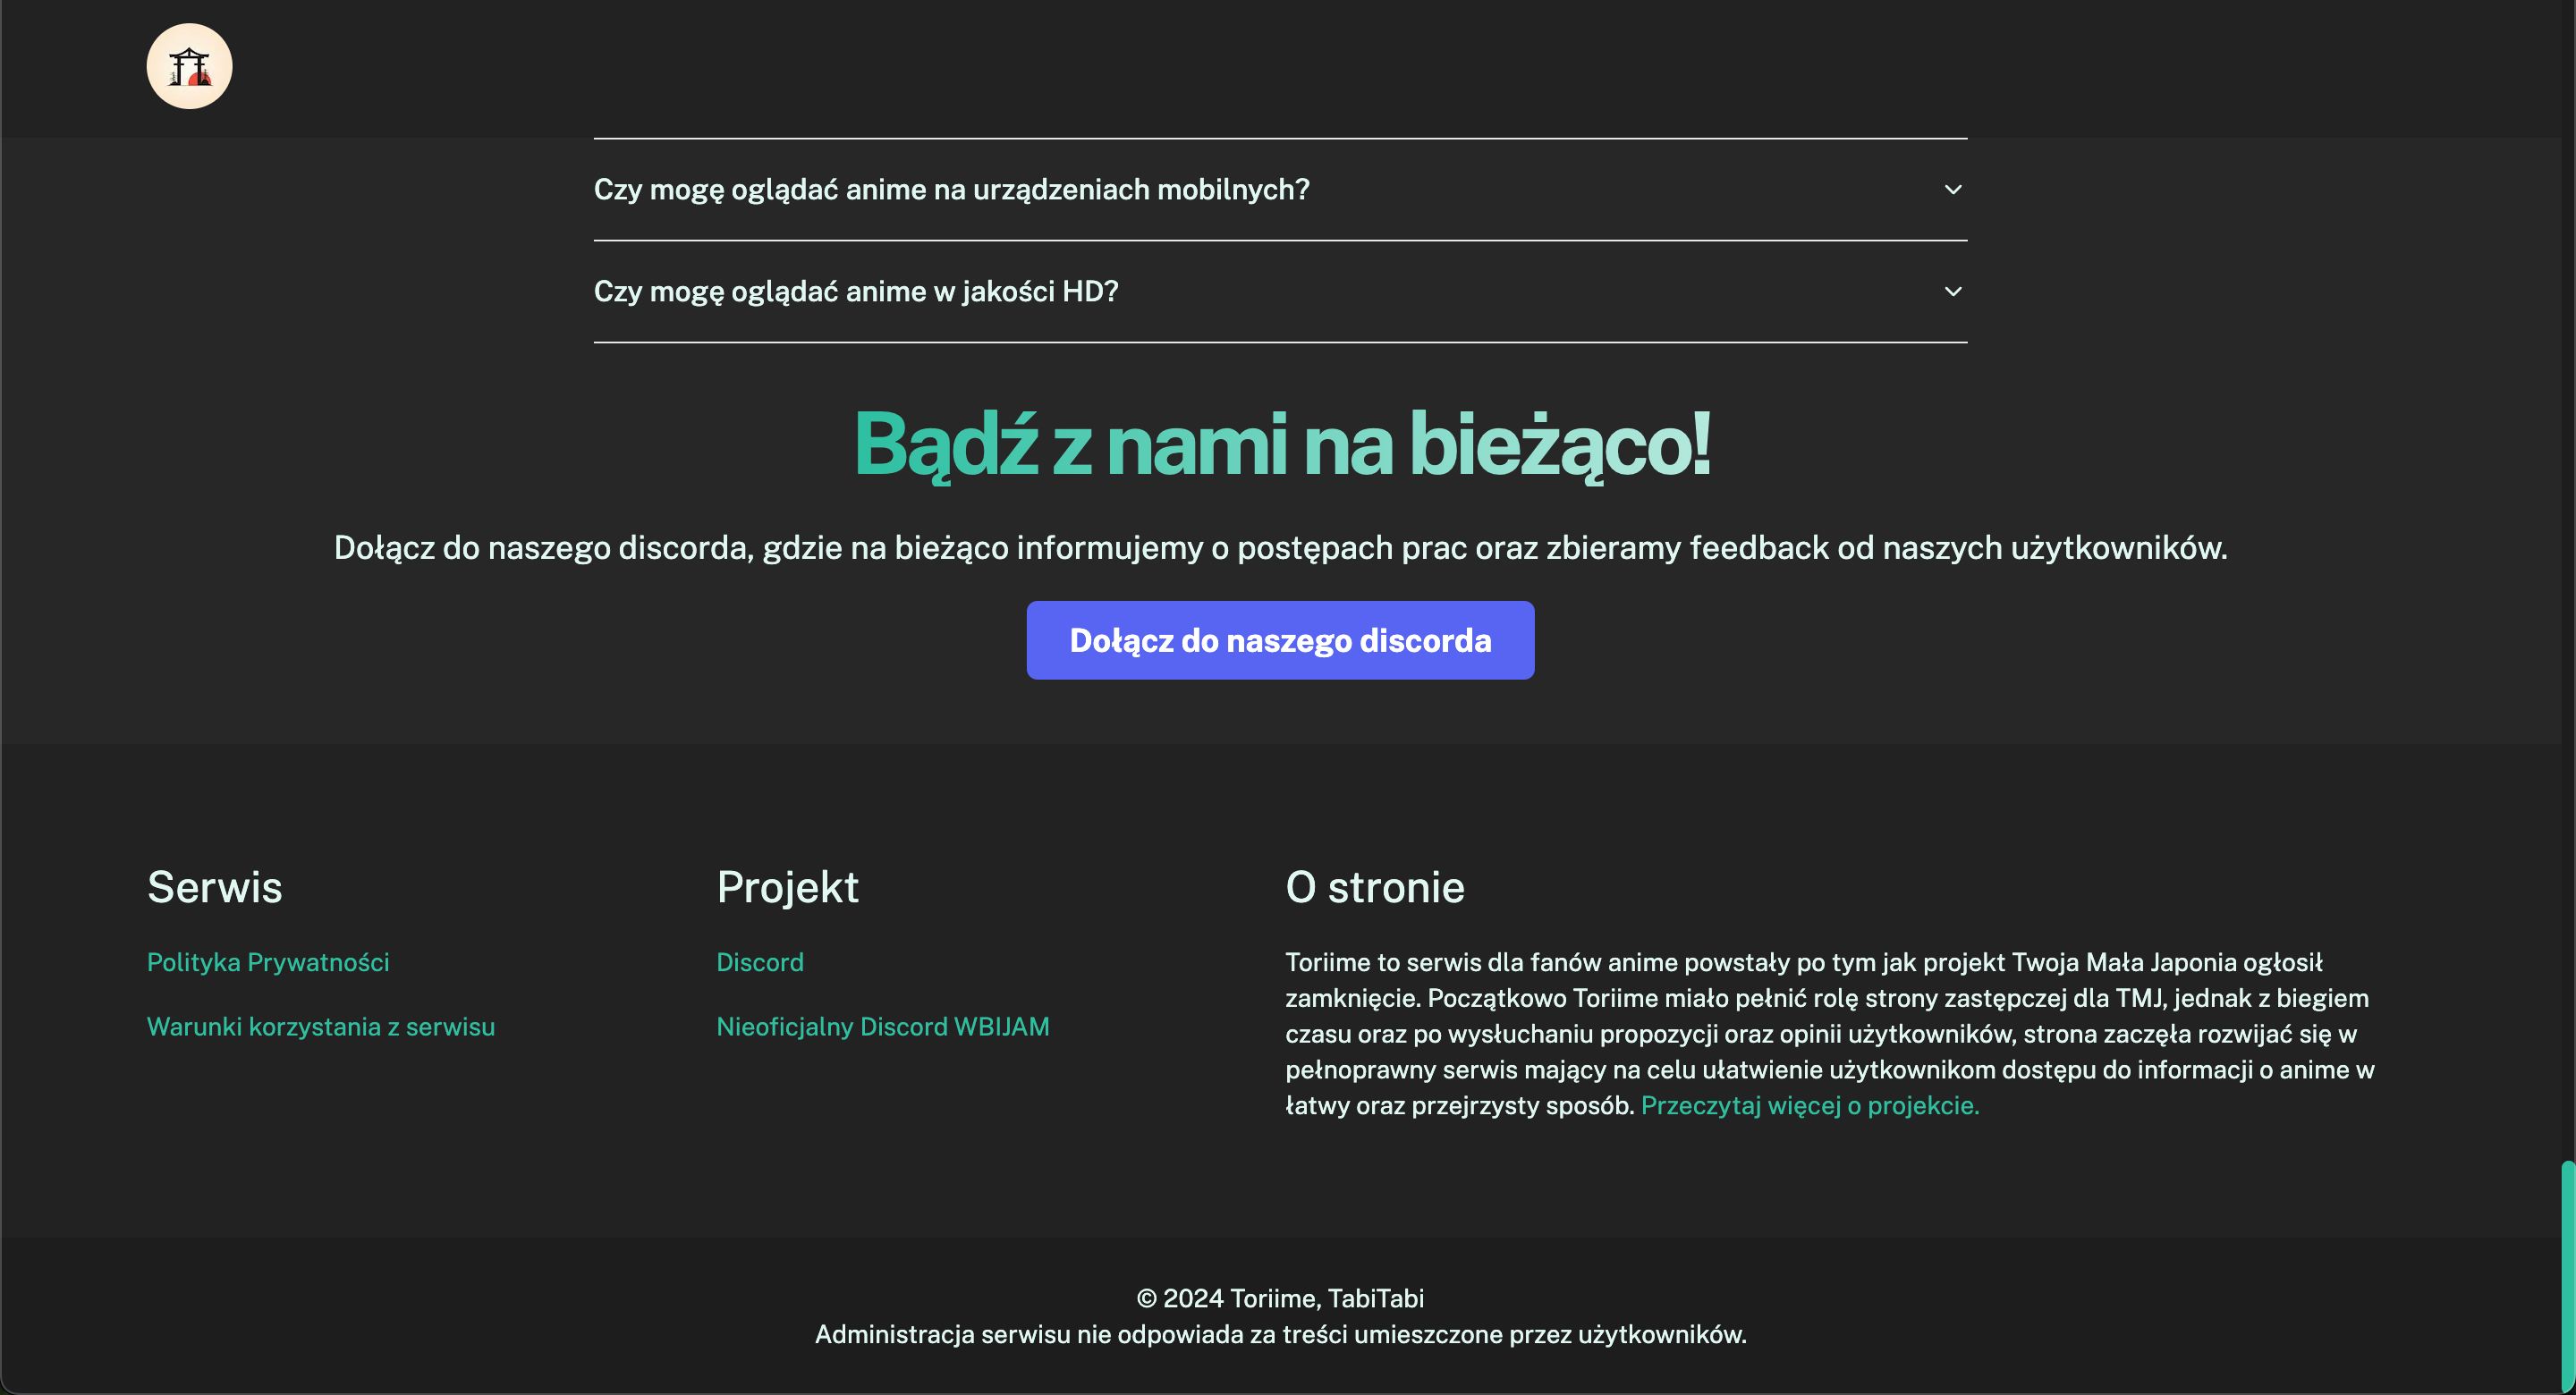 Czy mogę oglądać anime na urządzeniach mobilnych?
Czy mogę oglądać anime w jakości HD?
Bądź z nami na bieżąco!
Dołącz do naszego discorda, gdzie na bieżąco informujemy o postępach prac oraz zbieramy feedback od naszych użytkowników.
Dołącz do naszego discorda
Serwis
Polityka Prywatności
Warunki korzystania z serwisu
Projekt
Discord
Nieoficjalny Discord WBIJAM
O stronie
Toriime to serwis dla fanów anime powstały po tym jak projekt Twoja Mała Japonia ogłosił
zamknięcie. Początkowo Toriime miało pełnić rolę strony zastępczej dla TMJ, jednak z biegiem
czasu oraz po wysłuchaniu propozycji oraz opinii użytkowników, strona zaczęła rozwijać się w
pełnoprawny serwis mający na celu ułatwienie użytkownikom dostępu do informacji o anime w
łatwy oraz przejrzysty sposób. Przeczytaj więcej o projekcie.
© 2024 Toriime, TabiTabi
Administracja serwisu nie odpowiada za treści umieszczone przez użytkowników.